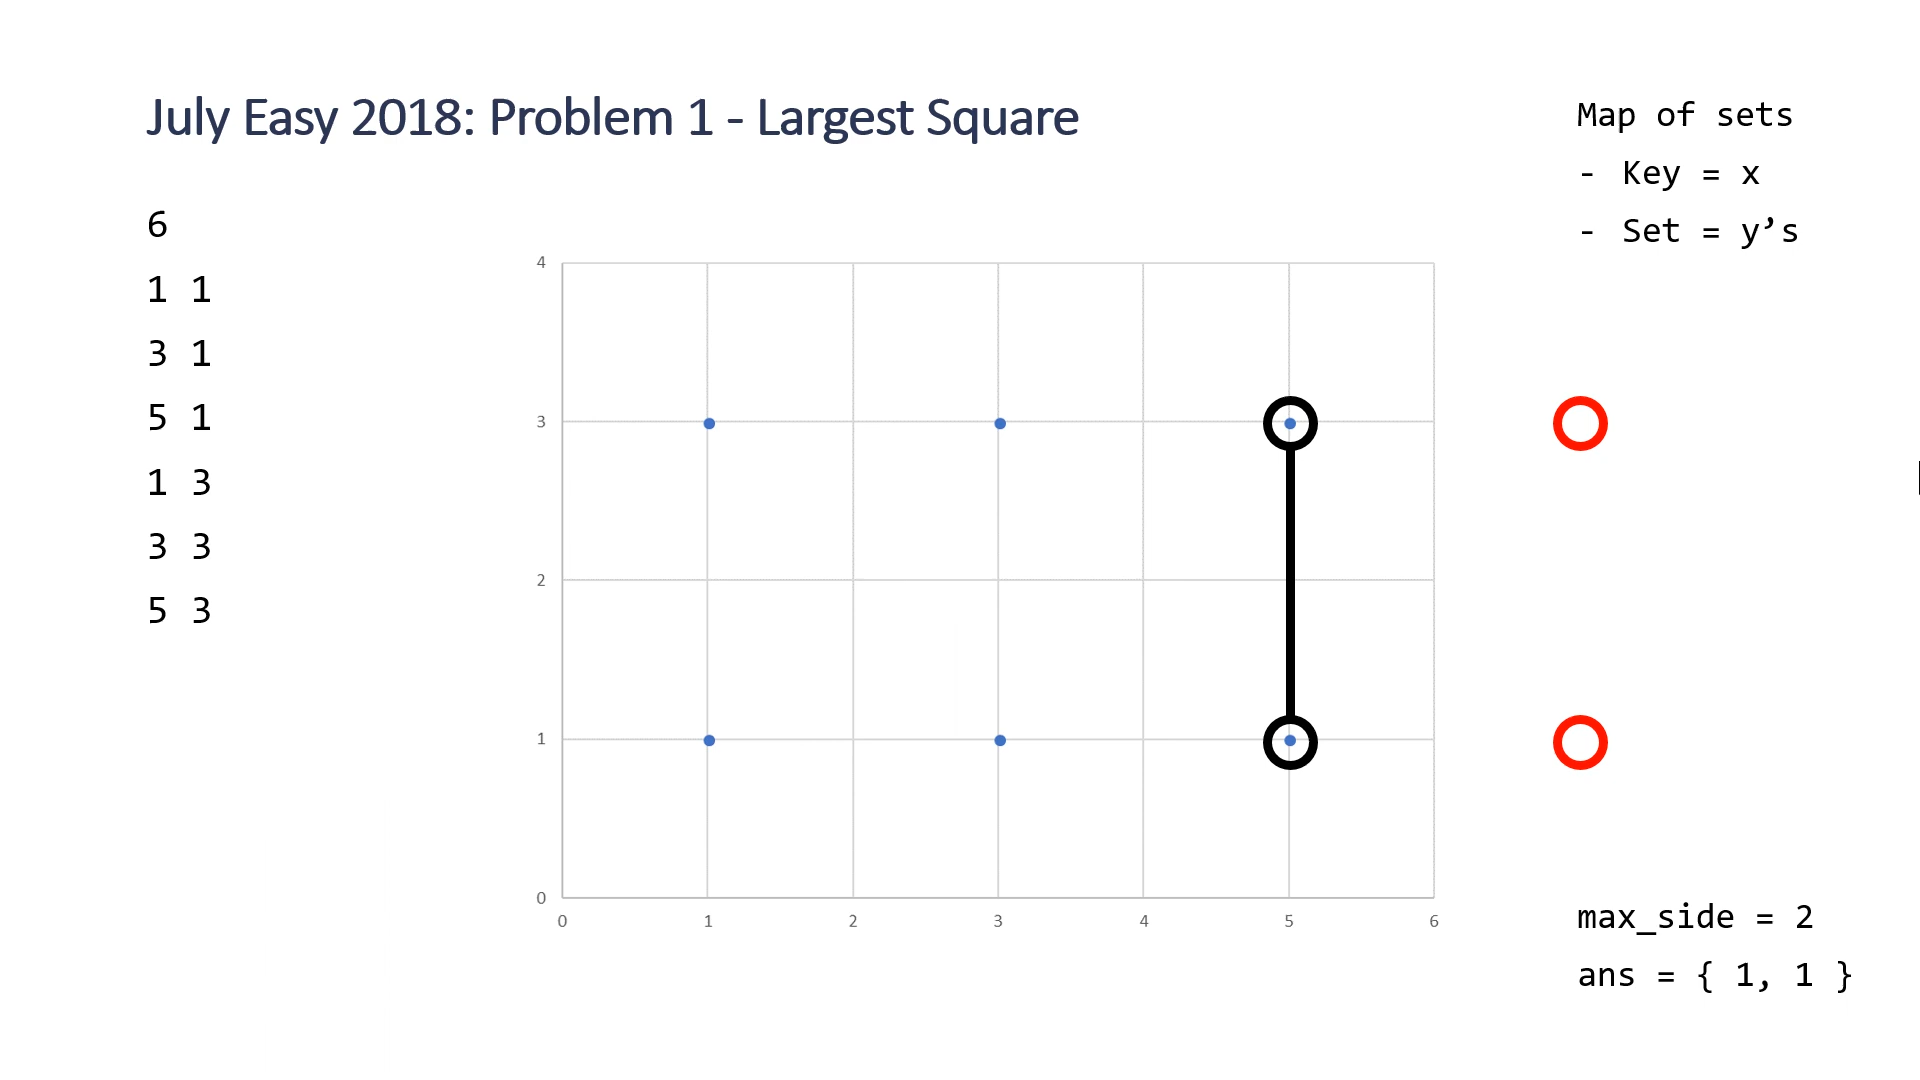 July Easy 2018: Problem 1 - Largest Square
Map of sets
- Key = x
- Set = y’s
6
1 1
3 1
5 1
1 3
3 3
5 3
4
3
2
1
0
0 1 2 3 4 5 6
max_side = 2
ans = { 1, 1 }